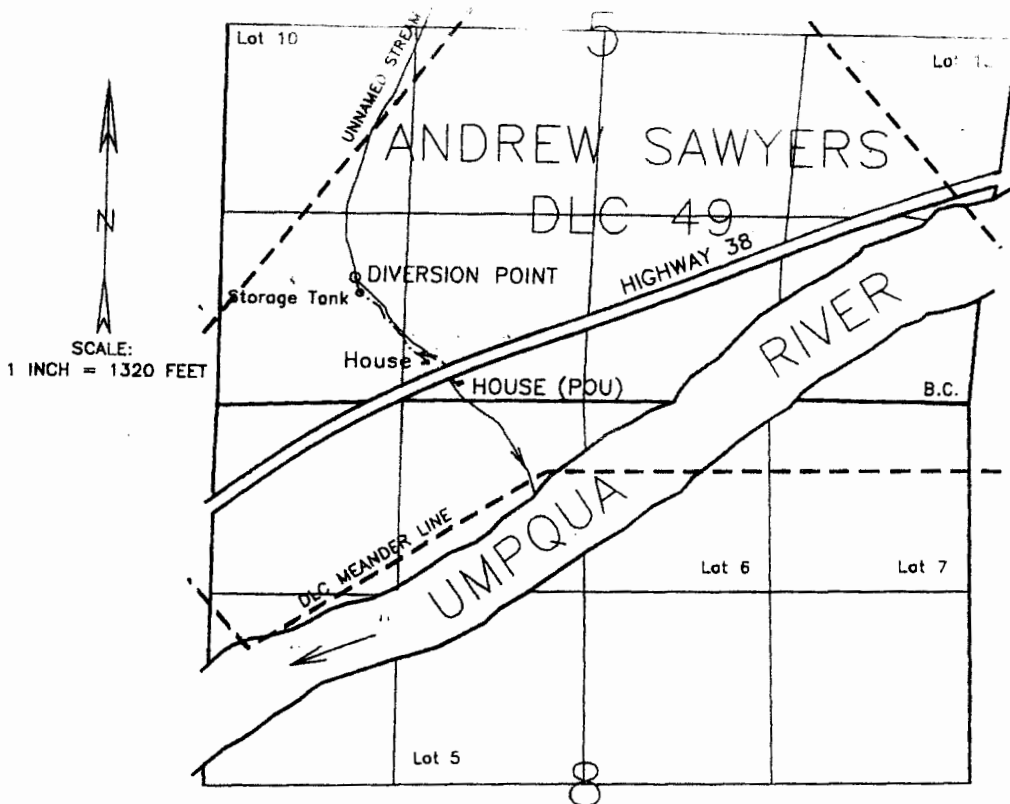 Lot 10
5
UNNAMED STREAM
ANDREW SAWYERS
DLC 49
N
HIGHWAY 38
DIVERSION POINT
Storage Tank
RIVER
SCALE:
1 INCH = 1320 FEET
House
HOUSE (POU)
B.C.
UMPQUA
DLC MEANDER LINE
Lot 6
Lot 7
Lot 5
8